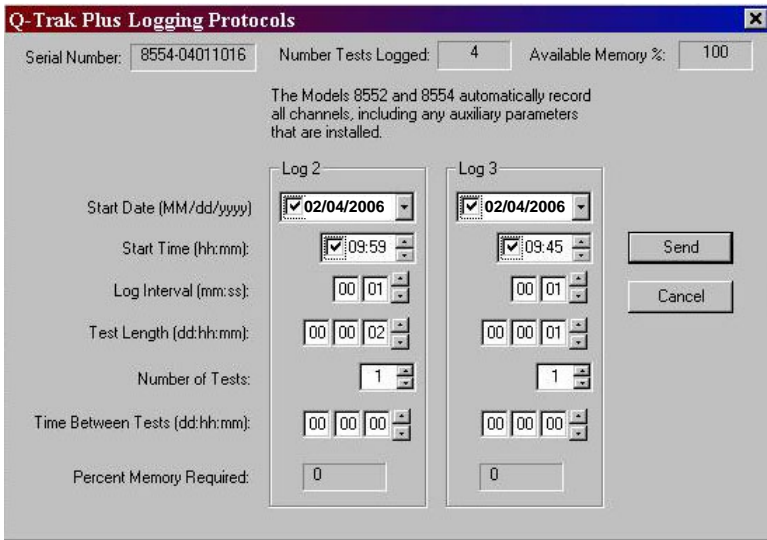 Q-Trak Plus Logging Protocols
Serial Number: 8554-04011016 Number Tests Logged: 4 Available Memory %: 100
The Models 8552 and 8554 automatically record
all channels, including any auxiliary parameters
that are installed.
Log 2 Log 3
Start Date (MM/dd/yyyy) 02/04/2006 02/04/2006
Start Time (hh:mm): 09:59 09:45 Send
Log Interval (mm:ss): 00 01 00 01 Cancel
Test Length (dd:hh:mm): 00 00 02 00 00 01
Number of Tests: 1 1
Time Between Tests (dd:hh:mm): 00 00 00 00 00 00
Percent Memory Required: 0 0